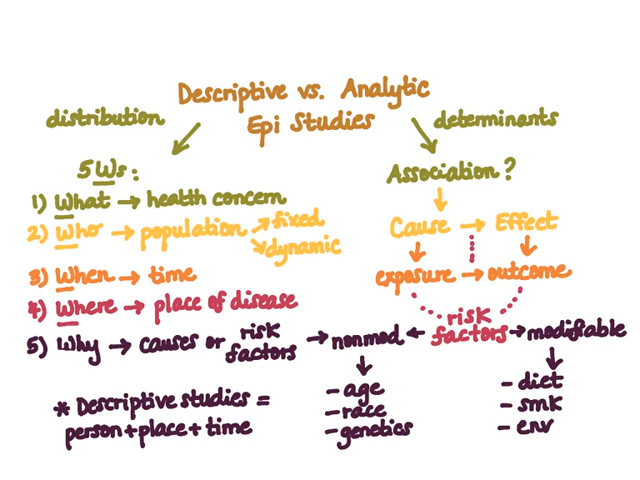 Descriptive vs. Analytic
Epi Studies
distribution
determinants
5 Ws:
1) What → health concern
2) Who → population → fixed
→ dynamic
3) When → time
4) Where → place of disease
5) Why → causes or risk factors
* Descriptive studies =
person+place+time
Association?
Cause → Effect
exposure → outcome
nonmod ← risk factors → modifiable
- age
- race
- genetics
- diet
- smk
- env